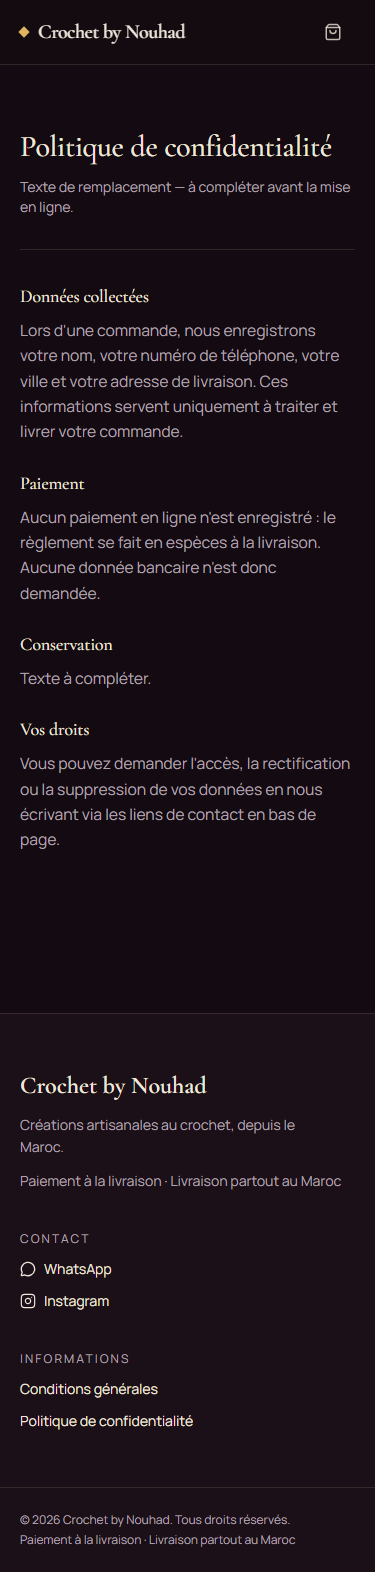 Crochet by Nouhad
Politique de confidentialité
Texte de remplacement — à compléter avant la mise
en ligne.
Données collectées
Lors d'une commande, nous enregistrons
votre nom, votre numéro de téléphone, votre
ville et votre adresse de livraison. Ces
informations servent uniquement à traiter et
livrer votre commande.
Paiement
Aucun paiement en ligne n'est enregistré : le
règlement se fait en espèces à la livraison.
Aucune donnée bancaire n'est donc
demandée.
Conservation
Texte à compléter.
Vos droits
Vous pouvez demander l'accès, la rectification
ou la suppression de vos données en nous
écrivant via les liens de contact en bas de
page.
Crochet by Nouhad
Créations artisanales au crochet, depuis le
Maroc.
Paiement à la livraison · Livraison partout au Maroc
CONTACT
WhatsApp
Instagram
INFORMATIONS
Conditions générales
Politique de confidentialité
© 2026 Crochet by Nouhad. Tous droits réservés.
Paiement à la livraison · Livraison partout au Maroc